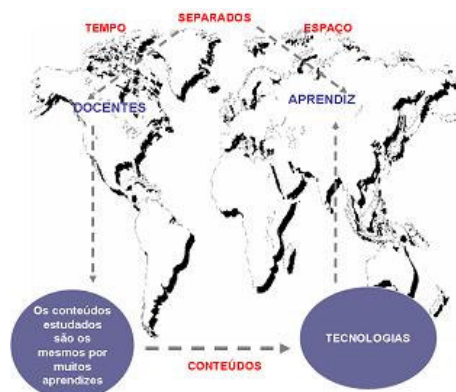 SEPARADOS
TEMPO
ESPAÇO
DOCENTES
APRENDIZ
Os conteúdos
estudados
são os
mesmos por
muitos
aprendizes
TECNOLOGIAS
CONTEÚDOS